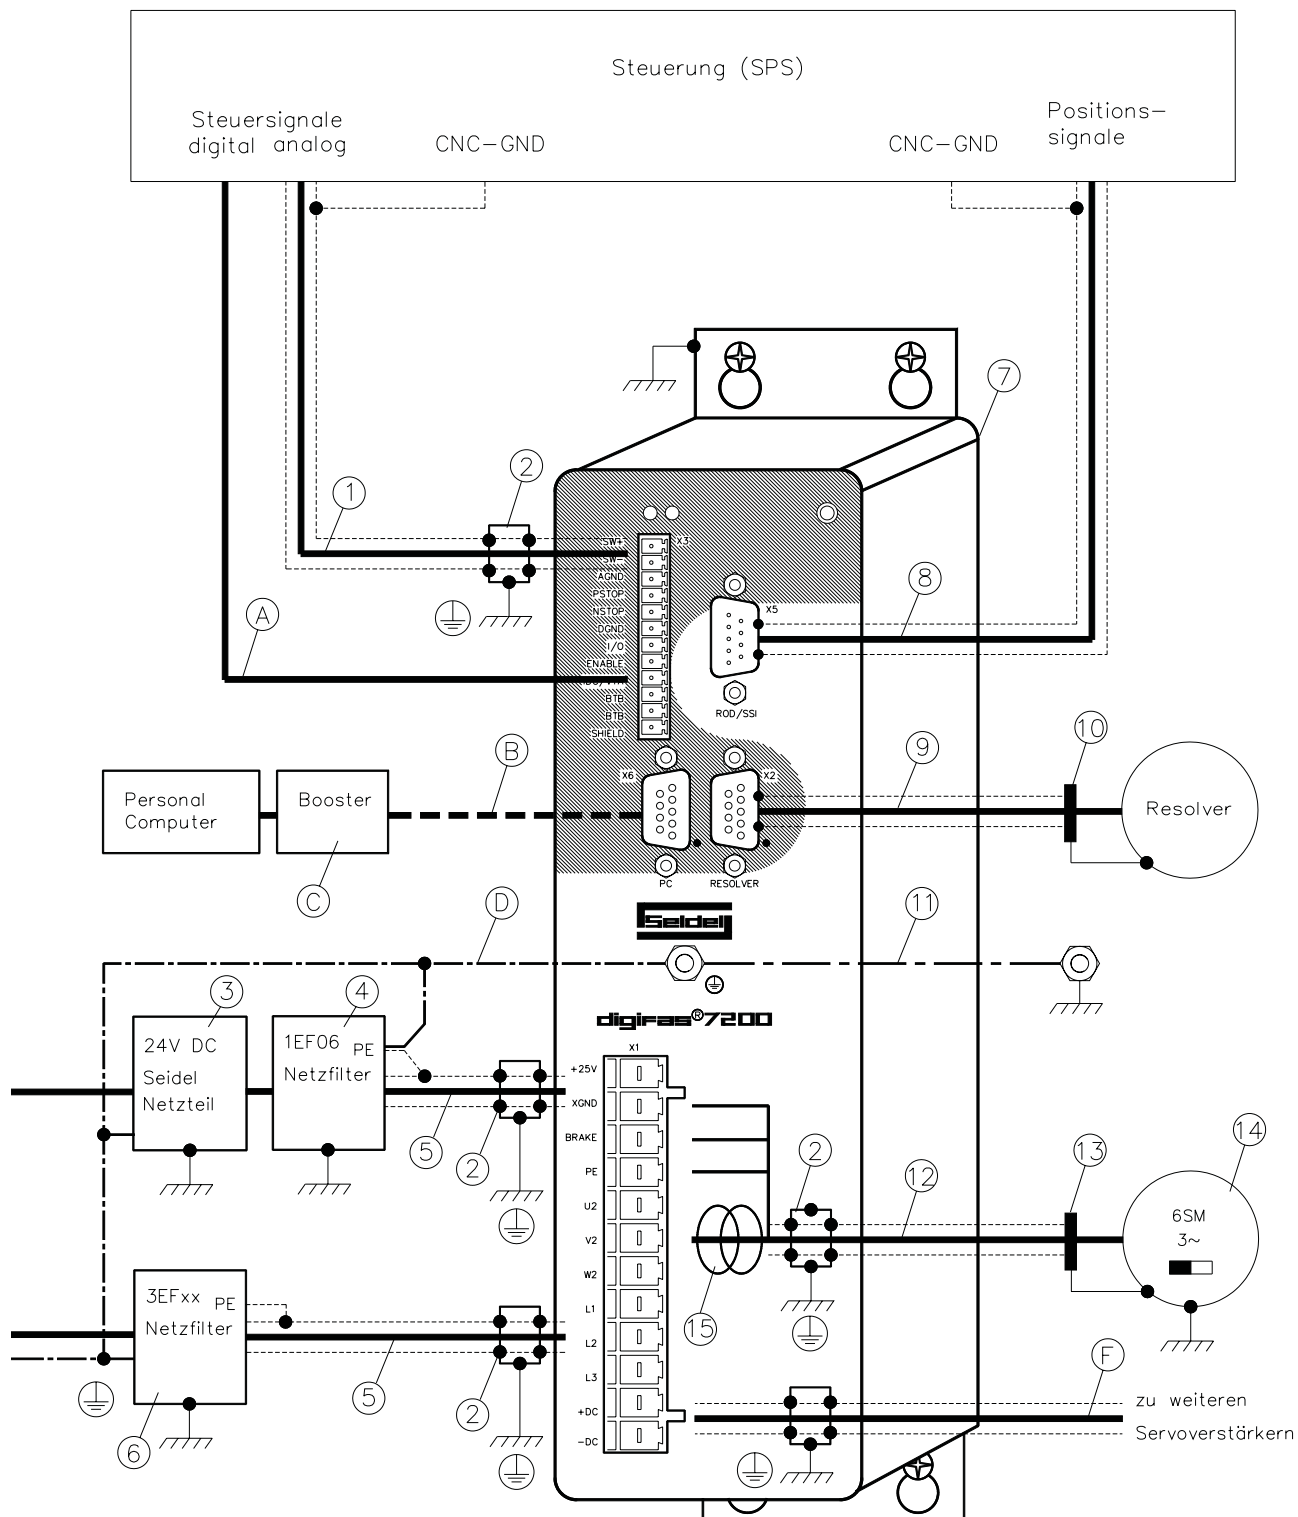 Steuerung (SPS)
Steuersignale
digital analog
CNC-GND
CNC-GND
Positions-
signale
7
2
1
X3
SW+
SW-
AGND
PSTOP
NSTOP
DGND
I/O
ENABLE
BTB
BTB
SHIELD
A
8
X5
ROD/SSI
B
9
10
Personal
Computer
Booster
X6
X2
Resolver
C
PC
RESOLVER
D
Seidel
11
3
4
digifas®7200
24V DC
Seidel
Netzteil
1EF06
PE
Netzfilter
X1
+25V
XGND
BRAKE
PE
U2
V2
W2
L1
L2
L3
+DC
-DC
5
2
2
12
13
14
6SM
3~
15
3EFxx
PE
Netzfilter
5
2
6
F
zu weiteren
Servoverstärkern